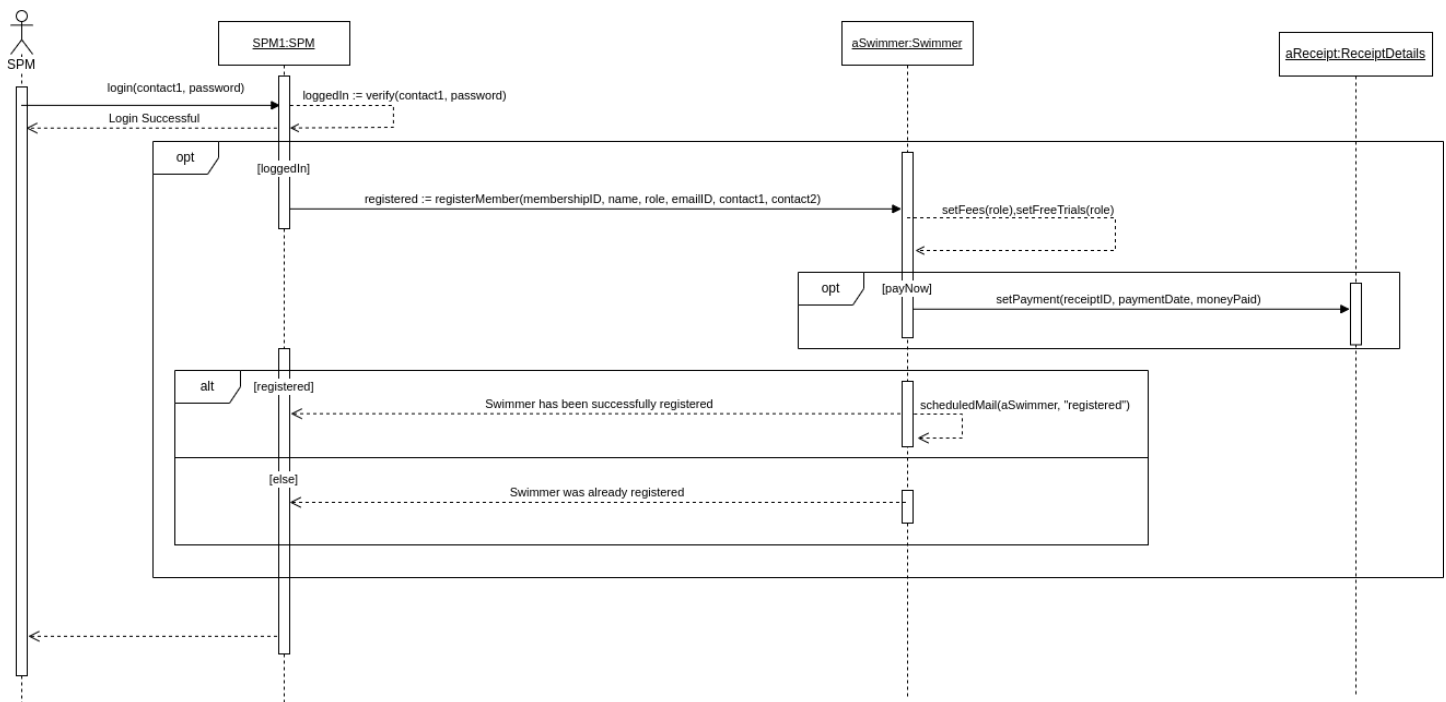 SPM
SPM1:SPM
aSwimmer:Swimmer
aReceipt:ReceiptDetails
login(contact1, password)
loggedIn := verify(contact1, password)
Login Successful
opt
[loggedIn]
registered := registerMember(membershipID, name, role, emailID, contact1, contact2)
setFees(role),setFreeTrials(role)
opt
[payNow]
setPayment(receiptID, paymentDate, moneyPaid)
alt
[registered]
Swimmer has been successfully registered
scheduledMail(aSwimmer, "registered")
[else]
Swimmer was already registered